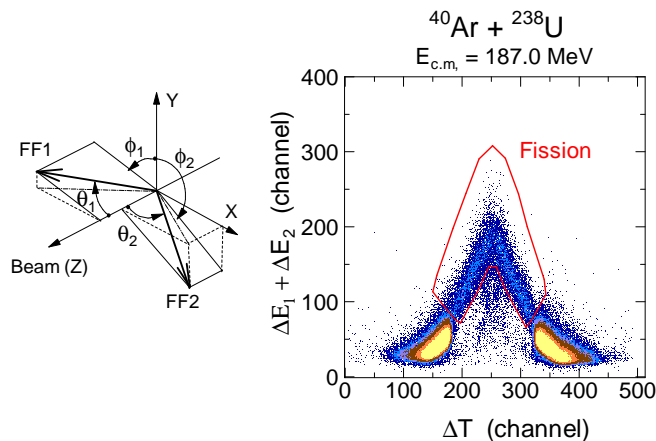 Y
ϕ₁
ϕ₂
FF1
θ₁
X
θ₂
Beam (Z)
FF2
⁴⁰Ar + ²³⁸U
E_c.m, = 187.0 MeV
Fission
ΔE₁ + ΔE₂ (channel)
400
300
200
100
0
0 100 200 300 400 500
ΔT (channel)